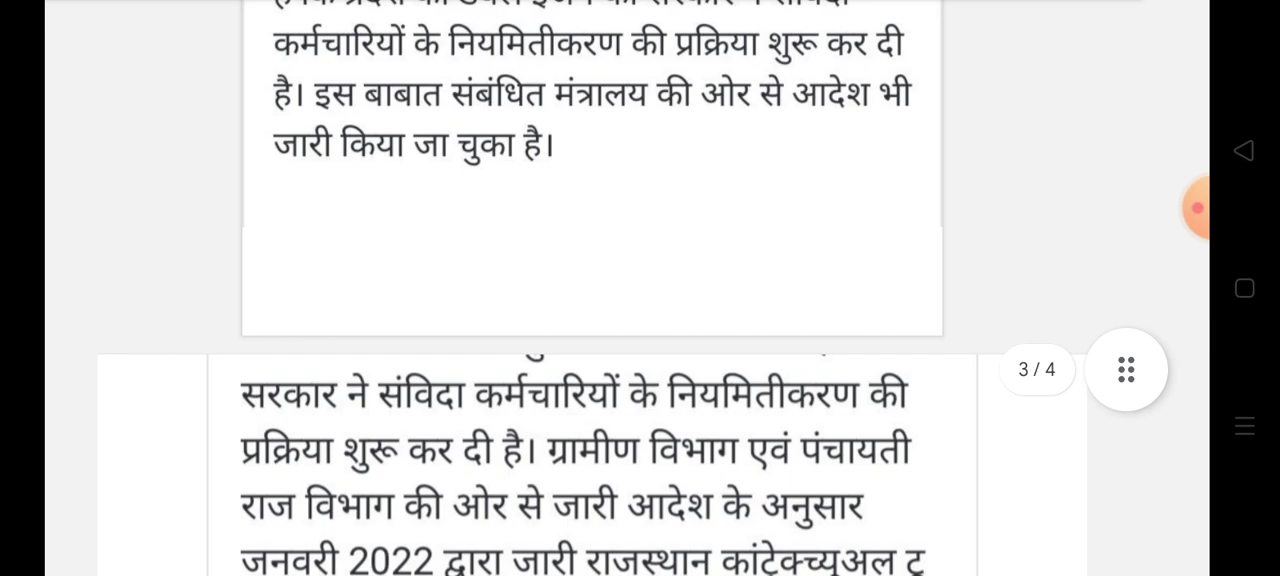 कर्मचारियों के नियमितीकरण की प्रक्रिया शुरू कर दी
है। इस बाबात संबंधित मंत्रालय की ओर से आदेश भी
जारी किया जा चुका है।
3 / 4
सरकार ने संविदा कर्मचारियों के नियमितीकरण की
प्रक्रिया शुरू कर दी है। ग्रामीण विभाग एवं पंचायती
राज विभाग की ओर से जारी आदेश के अनुसार
जनवरी 2022 द्वारा जारी राजस्थान कांट्रेक्च्युअल टू